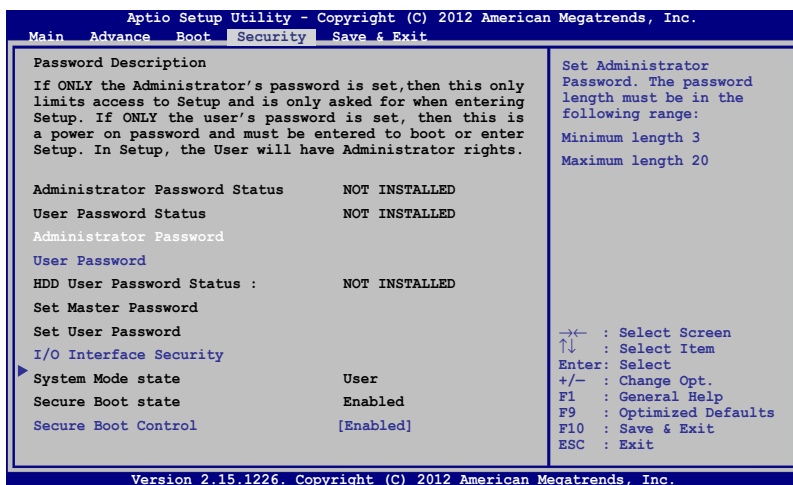 Aptio Setup Utility - Copyright (C) 2012 American Megatrends, Inc.
Main Advance Boot Security Save & Exit
Password Description
If ONLY the Administrator's password is set,then this only
limits access to Setup and is only asked for when entering
Setup. If ONLY the user's password is set, then this is
a power on password and must be entered to boot or enter
Setup. In Setup, the User will have Administrator rights.
Administrator Password Status NOT INSTALLED
User Password Status NOT INSTALLED
Administrator Password
User Password
HDD User Password Status : NOT INSTALLED
Set Master Password
Set User Password
I/O Interface Security
System Mode state User
Secure Boot state Enabled
Secure Boot Control [Enabled]
Set Administrator
Password. The password
length must be in the
following range:
Minimum length 3
Maximum length 20
→← : Select Screen
↑↓ : Select Item
Enter: Select
+/— : Change Opt.
F1 : General Help
F9 : Optimized Defaults
F10 : Save & Exit
ESC : Exit
Version 2.15.1226. Copyright (C) 2012 American Megatrends, Inc.